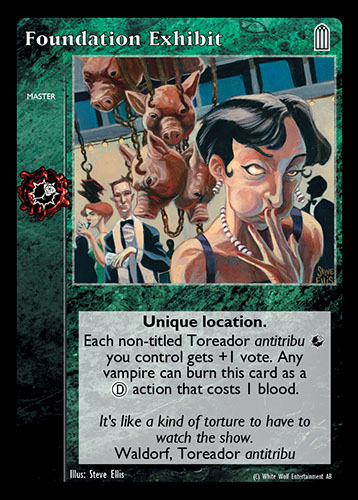 Foundation Exhibit
MASTER
STEVE
ELLIS
Unique location.
Each non-titled Toreador antitribu
you control gets +1 vote. Any
vampire can burn this card as a
D action that costs 1 blood.
It's like a kind of torture to have to
watch the show.
Waldorf, Toreador antitribu
Illus: Steve Ellis
(C) White Wolf Entertainment AB